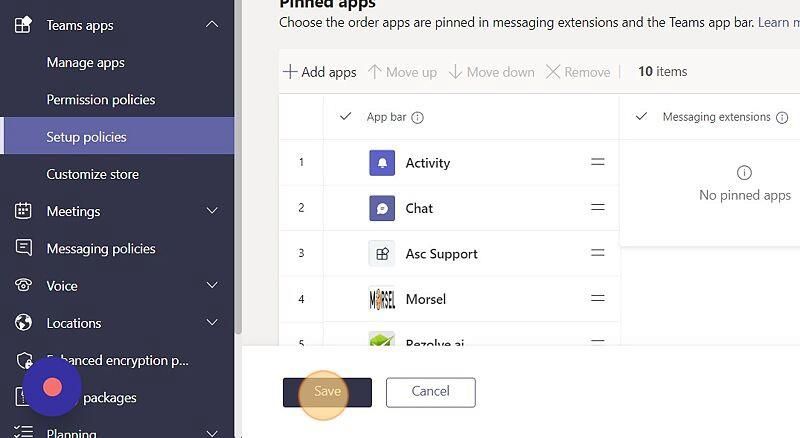 Teams apps
Manage apps
Permission policies
Setup policies
Customize store
Meetings
Messaging policies
Voice
Locations
Enhanced encryption p...
packages
Planning
Pinned apps
Choose the order apps are pinned in messaging extensions and the Teams app bar. Learn
Add apps Move up Move down Remove 10 items
App bar Messaging extensions
1 Activity
2 Chat
3 Asc Support
4 MORSEL Morsel
5 Rezolve.ai
No pinned apps
Save Cancel